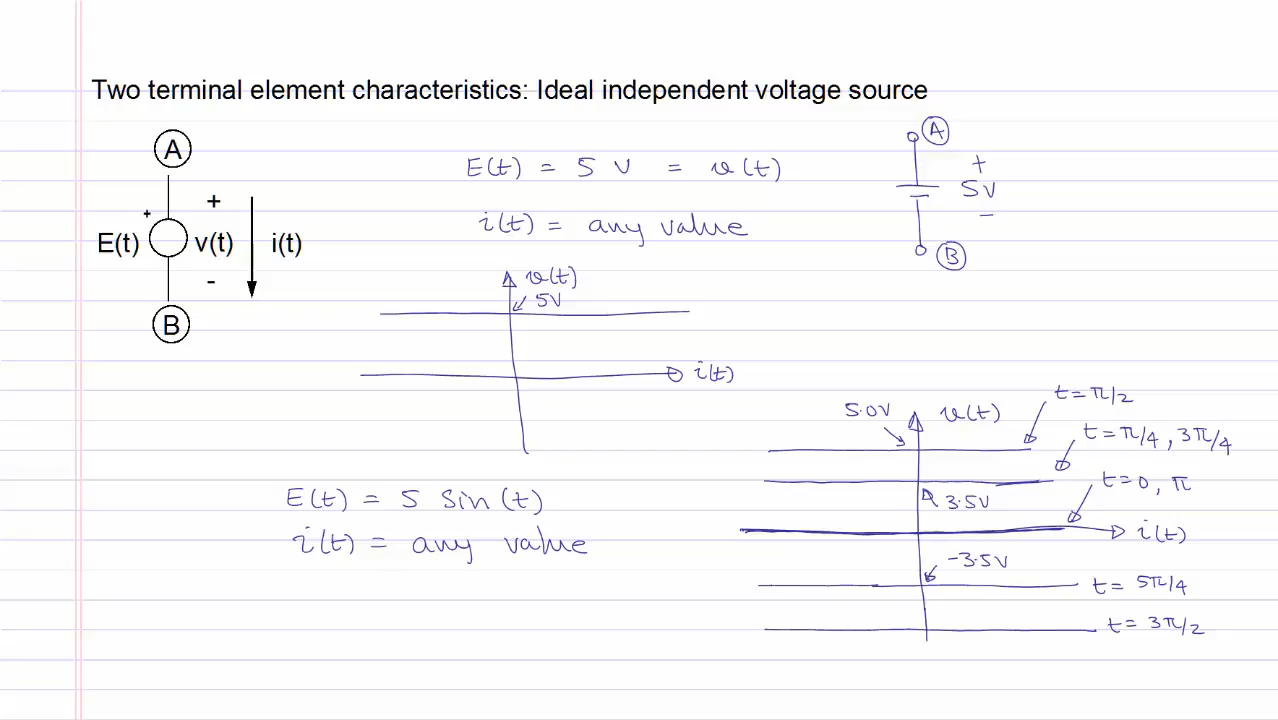 Two terminal element characteristics: Ideal independent voltage source
A
+
+
E(t) v(t) i(t)
-
B
E(t) = 5 V = v(t)
i(t) = any value
A
+
5V
-
B
v(t)
5V
i(t)
E(t) = 5 Sin(t)
i(t) = any value
t = π/2
5.0V v(t)
t = π/4, 3π/4
t = 0, π
3.5V
i(t)
-3.5V
t = 5π/4
t = 3π/2